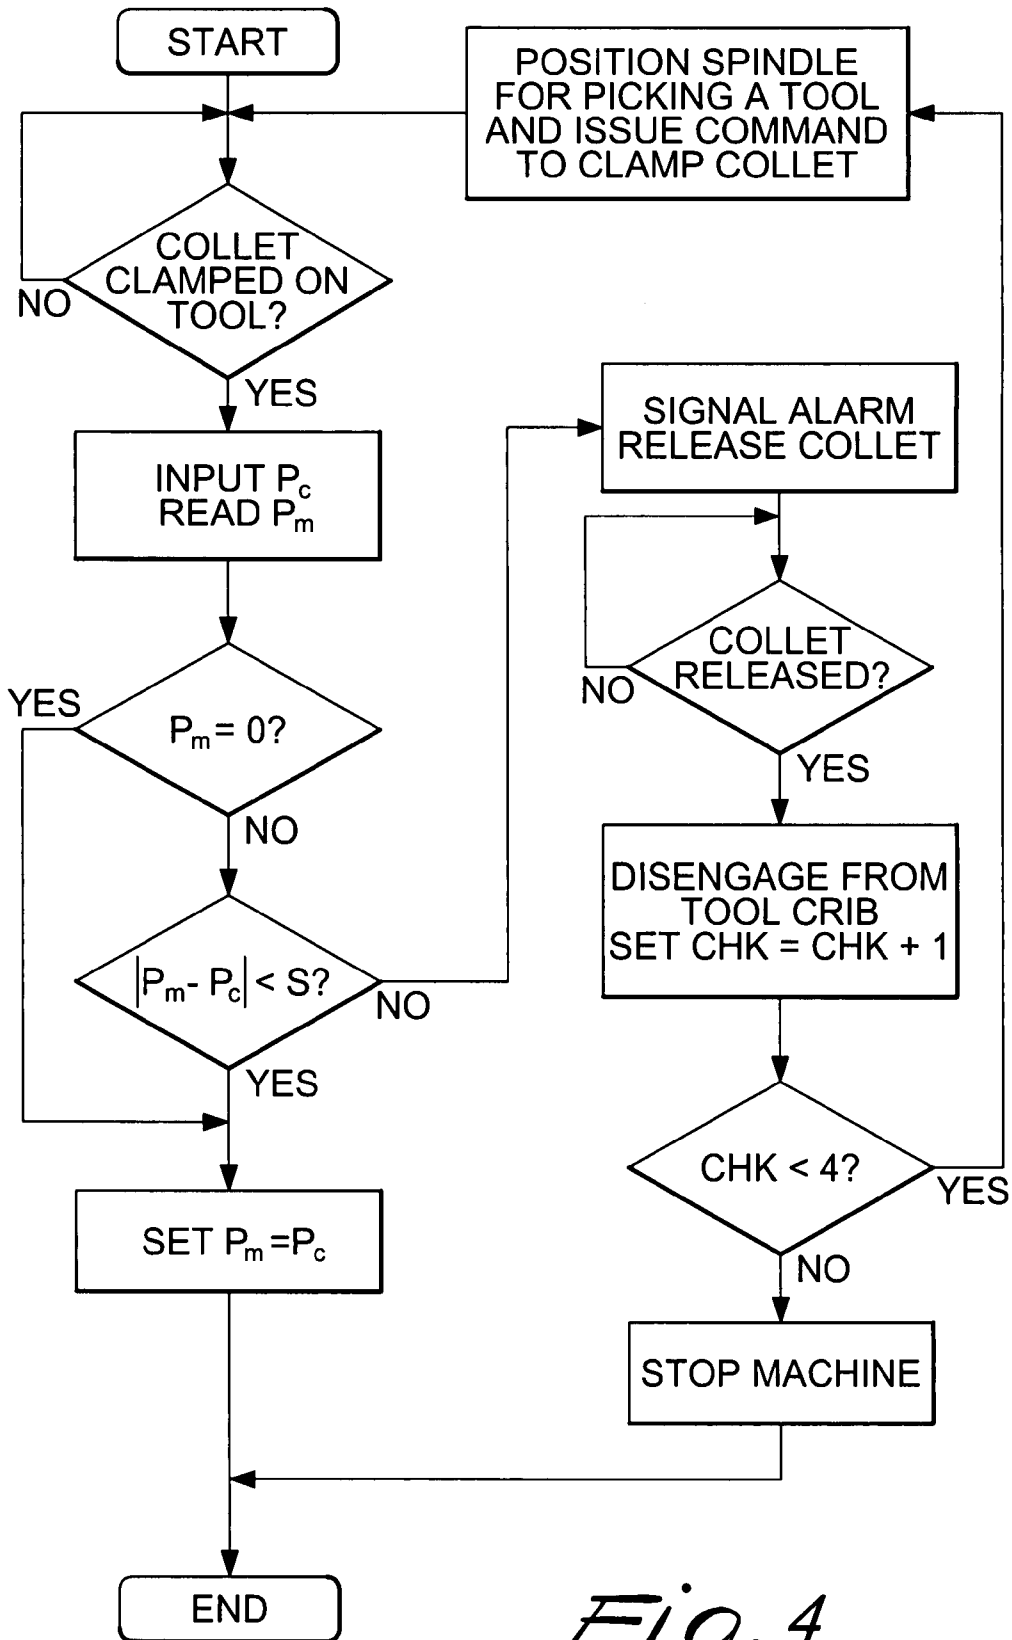 START
POSITION SPINDLE
FOR PICKING A TOOL
AND ISSUE COMMAND
TO CLAMP COLLET
COLLET
CLAMPED ON
TOOL?
NO
YES
INPUT Pc
READ Pm
SIGNAL ALARM
RELEASE COLLET
COLLET
RELEASED?
NO
YES
Pm = 0?
YES
NO
DISENGAGE FROM
TOOL CRIB
SET CHK = CHK + 1
|Pm - Pc| < S?
NO
YES
CHK < 4?
YES
NO
SET Pm = Pc
STOP MACHINE
END
Fig. 4